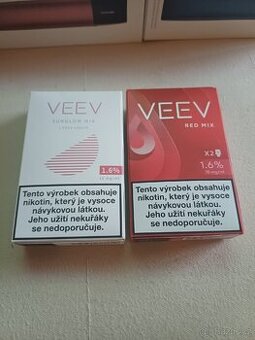 VEEV
SUNGLOW MIX
1.6%
Tento výrobek obsahuje
nikotin, který je vysoce
návykovou látkou.
Jeho užití nekuřáky
se nedoporučuje.
VEEV
RED MIX
X2
1.6%
Tento výrobek obsahuje
nikotin, který je vysoce
návykovou látkou.
Jeho užití nekuřáky
se nedoporučuje.